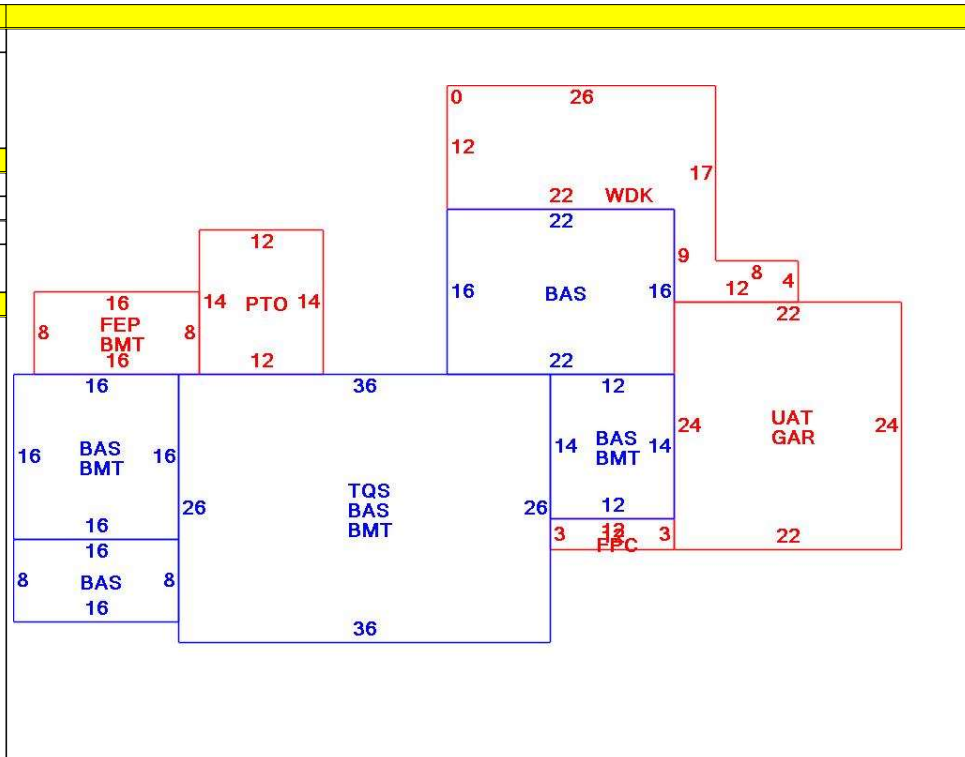 0 26
12
17
22 WDK
22
12
9
8
4
16 BAS 16
12
22
14 PTO 14
16
FEP
8 8
BMT
16
12
22
16
36
12
24 UAT 24
GAR
16 BAS 16
BMT
14 BAS 14
BMT
TQS
26 BAS 26
BMT
12
16
16
3 12 3
FPC
22
8 BAS 8
16
36